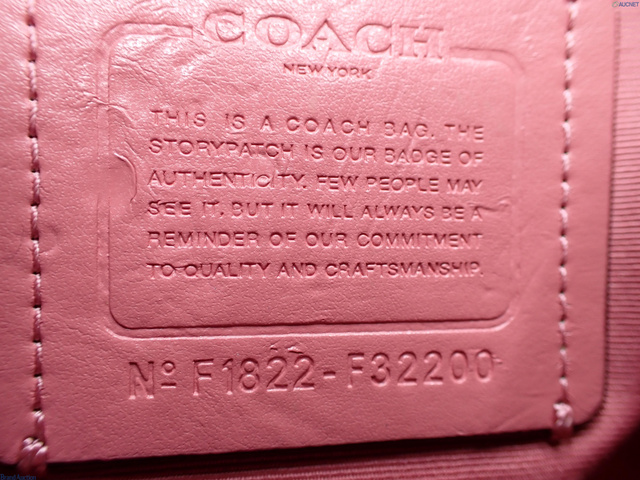 AUCNET
COACH
NEW YORK
THIS IS A COACH BAG. THE
STORYPATCH IS OUR BADGE OF
AUTHENTICITY. FEW PEOPLE MAY
SEE IT, BUT IT WILL ALWAYS BE A
REMINDER OF OUR COMMITMENT
TO QUALITY AND CRAFTSMANSHIP.
Nº F1822-F32200